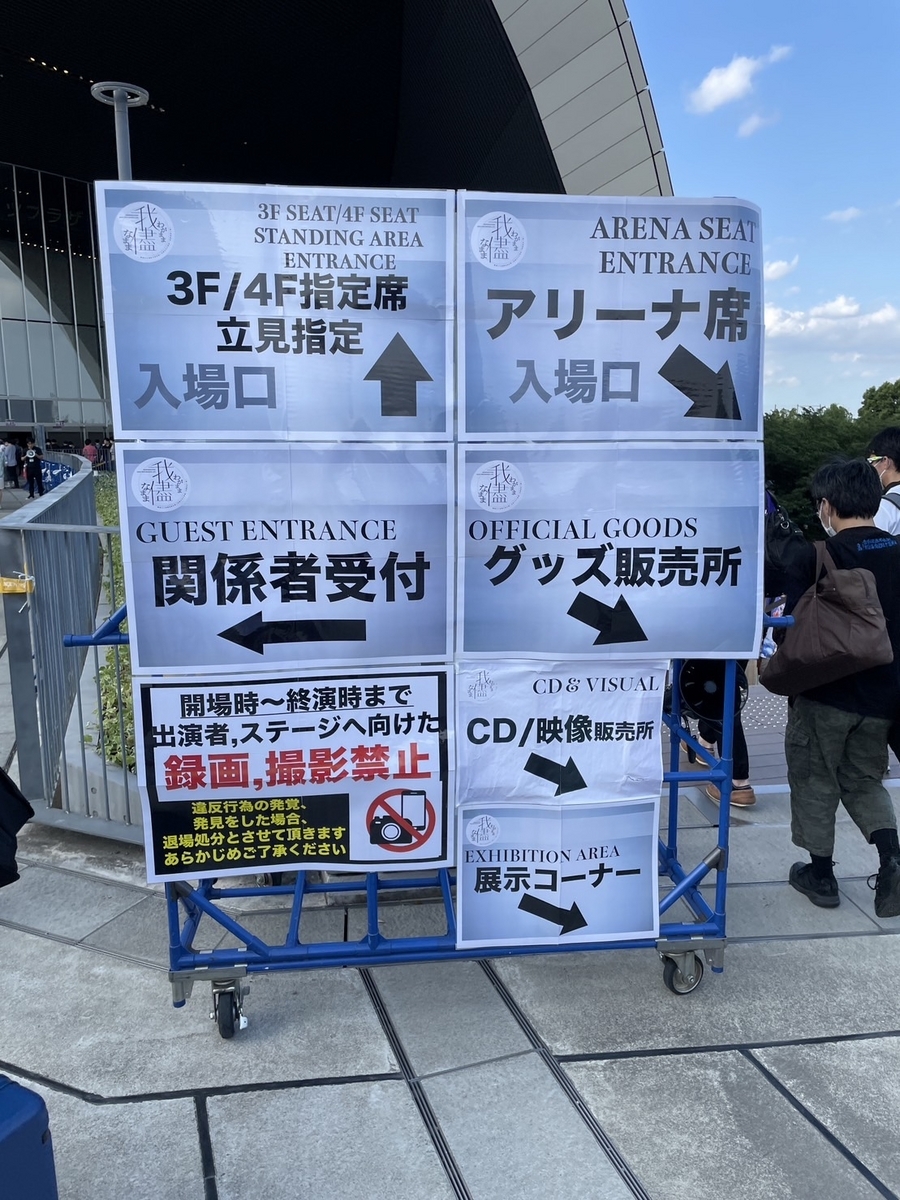 3F SEAT/4F SEAT
STANDING AREA
ENTRANCE
3F/4F指定席
立見指定
入場口
ARENA SEAT
ENTRANCE
アリーナ席
入場口
GUEST ENTRANCE
関係者受付
OFFICIAL GOODS
グッズ販売所
開場時〜終演時まで
出演者,ステージへ向けた
録画,撮影禁止
違反行為の発覚、
発見をした場合、
退場処分とさせて頂きます
あらかじめご了承ください
CD & VISUAL
CD/映像販売所
EXHIBITION AREA
展示コーナー